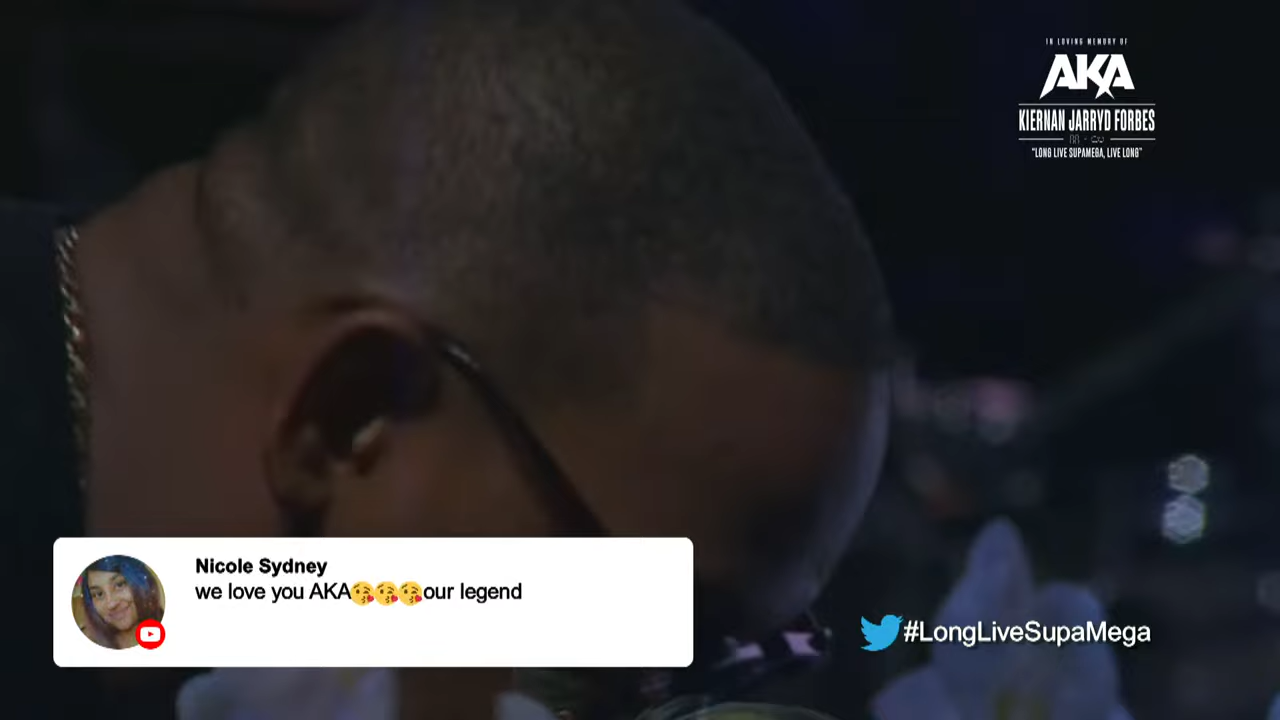 IN LOVING MEMORY OF
AKA
KIERNAN JARRYD FORBES
"LONG LIVE SUPAMEGA, LIVE LONG"
Nicole Sydney
we love you AKA😘😘😘our legend
#LongLiveSupaMega